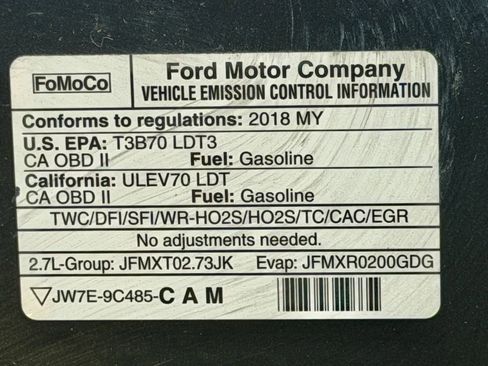 FoMoCo
Ford Motor Company
VEHICLE EMISSION CONTROL INFORMATION
Conforms to regulations: 2018 MY
U.S. EPA: T3B70 LDT3
CA OBD II Fuel: Gasoline
California: ULEV70 LDT
CA OBD II Fuel: Gasoline
TWC/DFI/SFI/WR-HO2S/HO2S/TC/CAC/EGR
No adjustments needed.
2.7L-Group: JFMXT02.73JK Evap: JFMXR0200GDG
▽JW7E-9C485-CAM